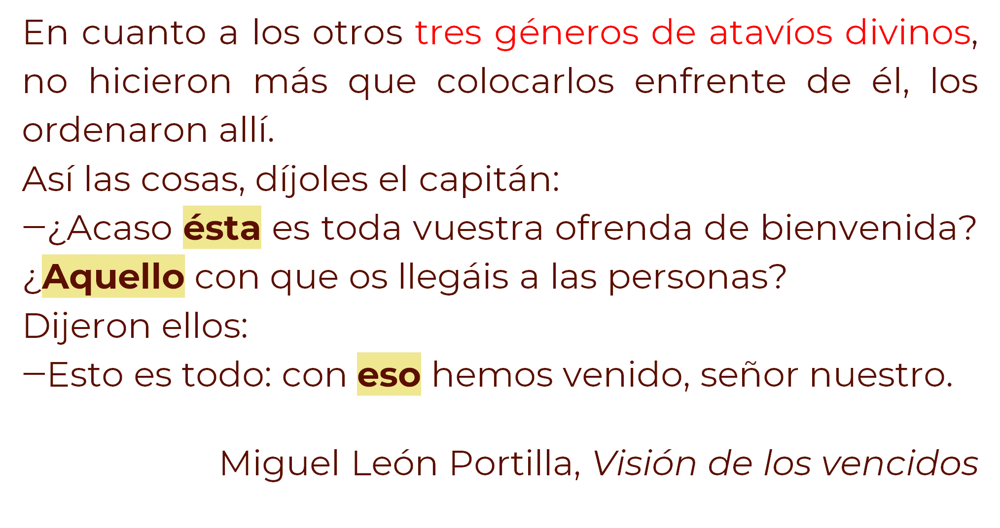 En cuanto a los otros tres géneros de atavíos divinos,
no hicieron más que colocarlos enfrente de él, los
ordenaron allí.
Así las cosas, díjoles el capitán:
—¿Acaso ésta es toda vuestra ofrenda de bienvenida?
¿Aquello con que os llegáis a las personas?
Dijeron ellos:
—Esto es todo: con eso hemos venido, señor nuestro.
Miguel León Portilla, Visión de los vencidos